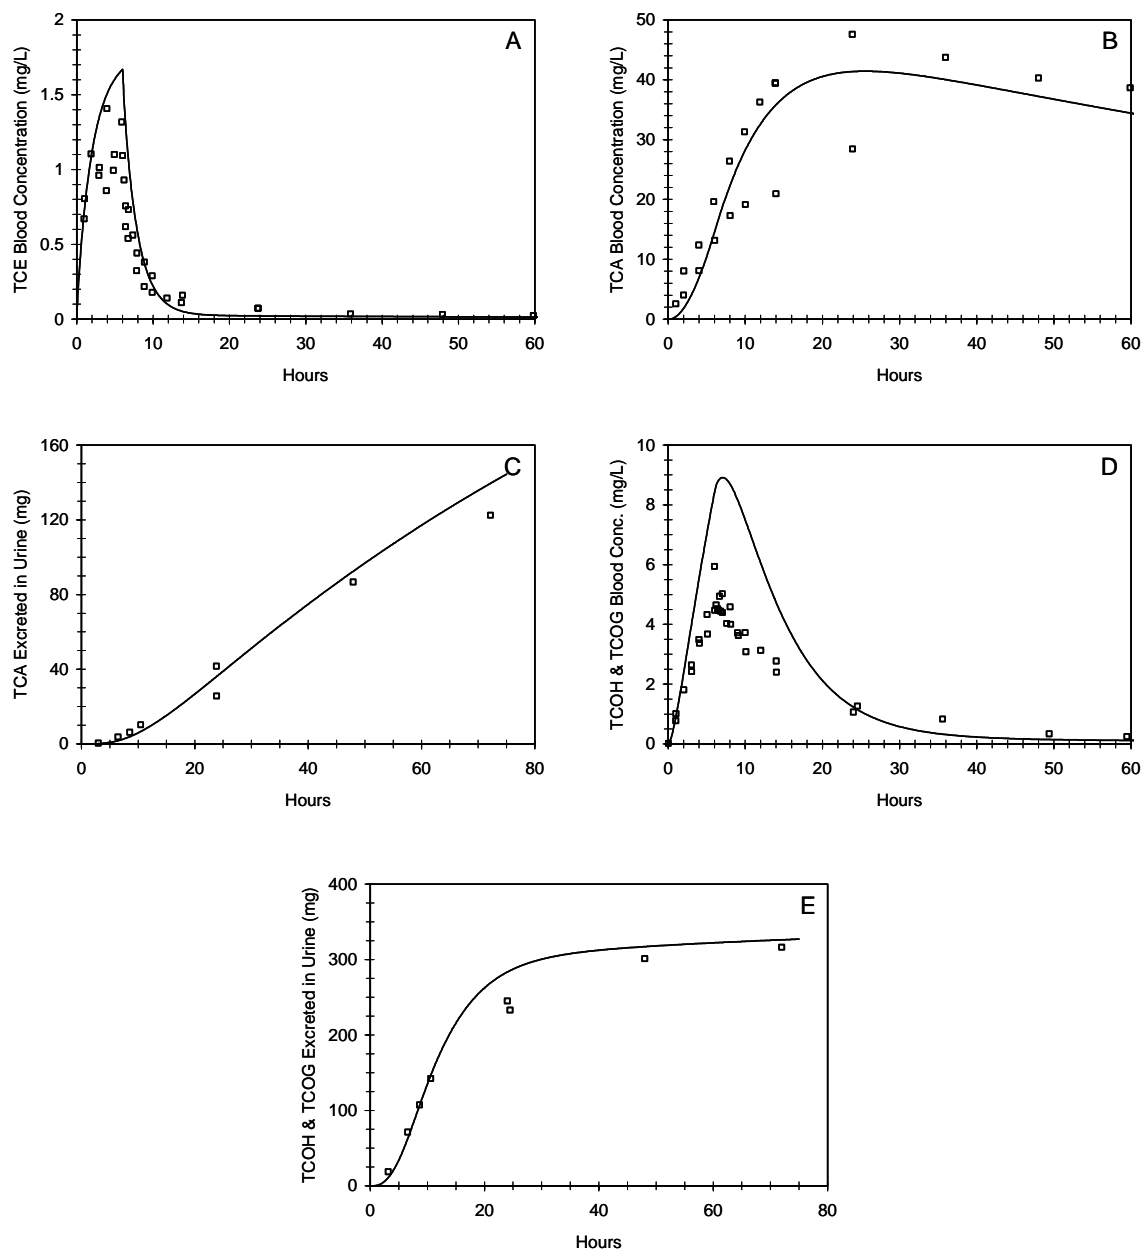 A
TCE Blood Concentration (mg/L)
2
1.5
1
0.5
0
0 10 20 30 40 50 60
Hours
B
TCA Blood Concentration (mg/L)
50
40
30
20
10
0
0 10 20 30 40 50 60
Hours
C
TCA Excreted in Urine (mg)
160
120
80
40
0
0 20 40 60 80
Hours
D
TCOH & TCOG Blood Conc. (mg/L)
10
8
6
4
2
0
0 10 20 30 40 50 60
Hours
E
TCOH & TCOG Excreted in Urine (mg)
400
300
200
100
0
0 20 40 60 80
Hours